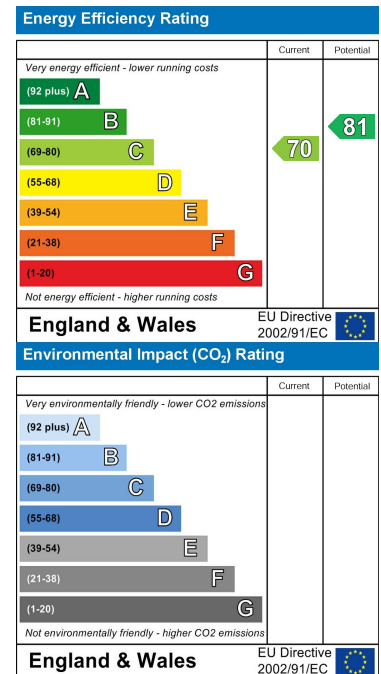 Energy Efficiency Rating
Current Potential
Very energy efficient - lower running costs
(92 plus) A
(81-91) B 81
(69-80) C 70
(55-68) D
(39-54) E
(21-38) F
(1-20) G
Not energy efficient - higher running costs
England & Wales
EU Directive
2002/91/EC
Environmental Impact (CO₂) Rating
Current Potential
Very environmentally friendly - lower CO2 emissions
(92 plus) A
(81-91) B
(69-80) C
(55-68) D
(39-54) E
(21-38) F
(1-20) G
Not environmentally friendly - higher CO2 emissions
England & Wales
EU Directive
2002/91/EC